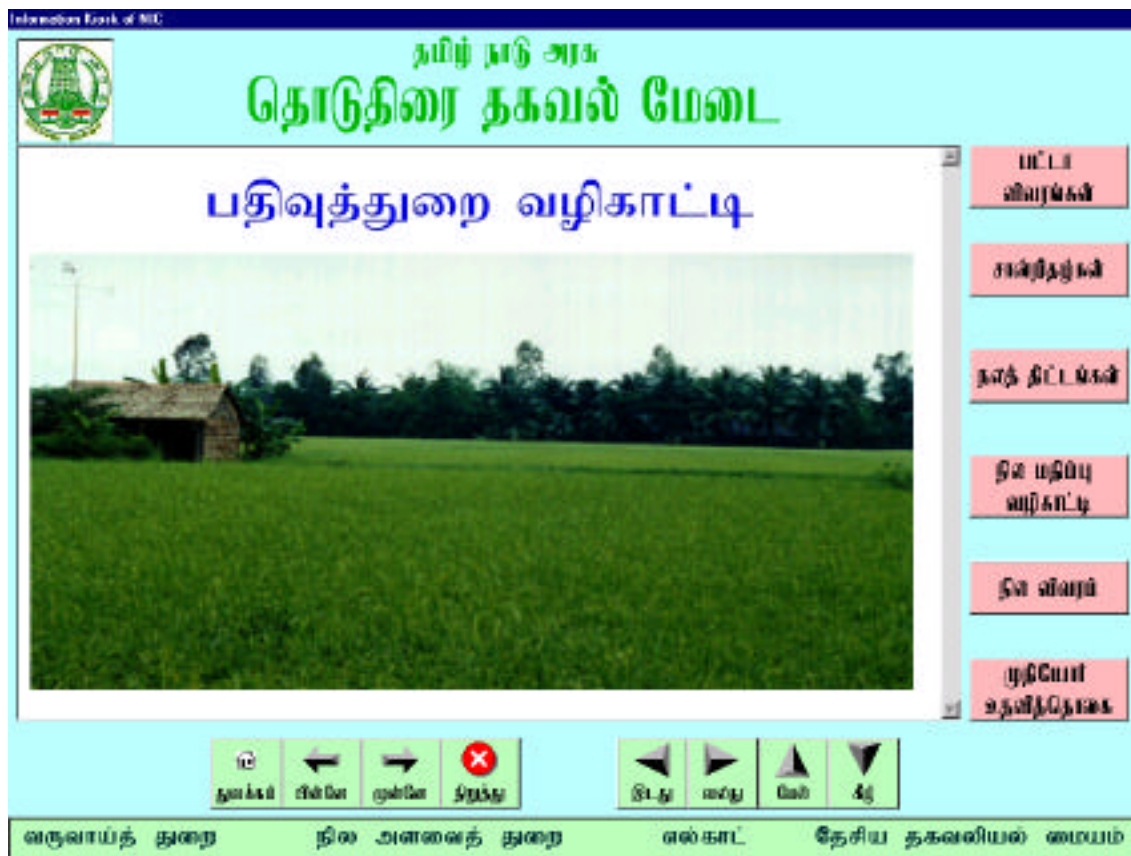 Information Kiosk of NIC
தமிழ் நாடு அரசு
தொடுதிரை தகவல் மேடை
பதிவுத்துறை வழிகாட்டி
பட்டா
விவரங்கள்
சான்றிதழ்கள்
நலத் திட்டங்கள்
நில மதிப்பு
வழிகாட்டி
நில விவரம்
முதியோர்
உதவித்தொகை
துவக்கம் பின்னே முன்னே நிறுத்து இடது வலது மேல் கீழ்
வருவாய்த் துறை நில அளவைத் துறை எல்காட் தேசிய தகவலியல் மையம்